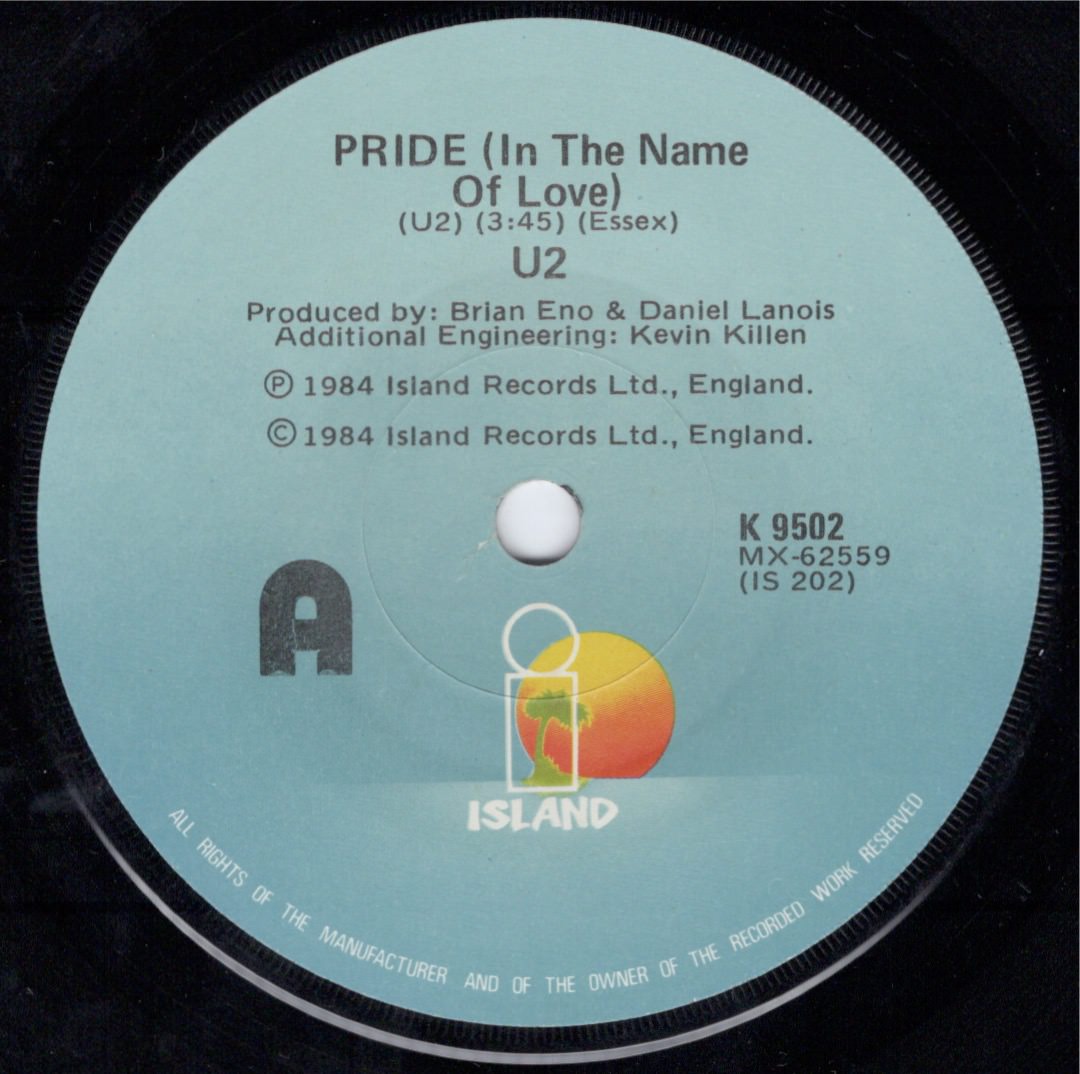 PRIDE (In The Name
Of Love)
(U2) (3:45) (Essex)
U2
Produced by: Brian Eno & Daniel Lanois
Additional Engineering: Kevin Killen
Ⓟ 1984 Island Records Ltd., England.
© 1984 Island Records Ltd., England.
K 9502
MX-62559
(IS 202)
A
i
ISLAND
ALL RIGHTS OF THE MANUFACTURER AND OF THE OWNER OF THE RECORDED WORK RESERVED